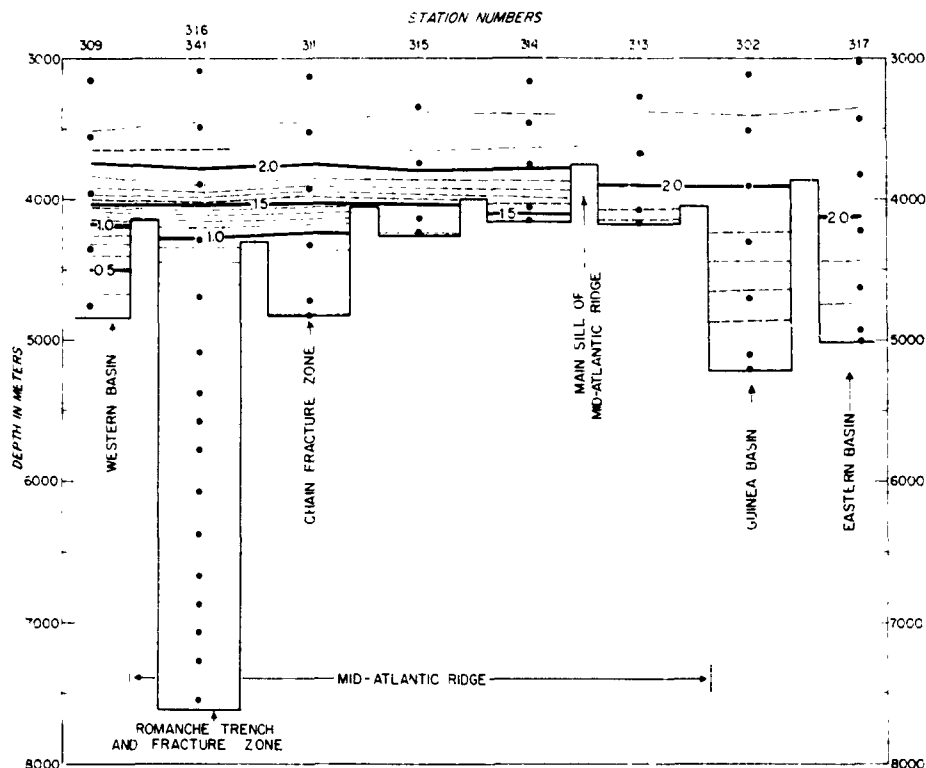 STATION NUMBERS
316
309 341 311 315 314 313 302 317
3000 3000
2.0 2.0
4000 1.5 1.5 4000
1.0 1.0 2.0
0.5
5000 5000
DEPTH IN METERS
WESTERN BASIN
CHAIN FRACTURE ZONE
MAIN SILL OF
MID-ATLANTIC RIDGE
GUINEA BASIN
EASTERN BASIN
6000 6000
7000 7000
MID-ATLANTIC RIDGE
ROMANCHE TRENCH
AND FRACTURE ZONE
8000 8000